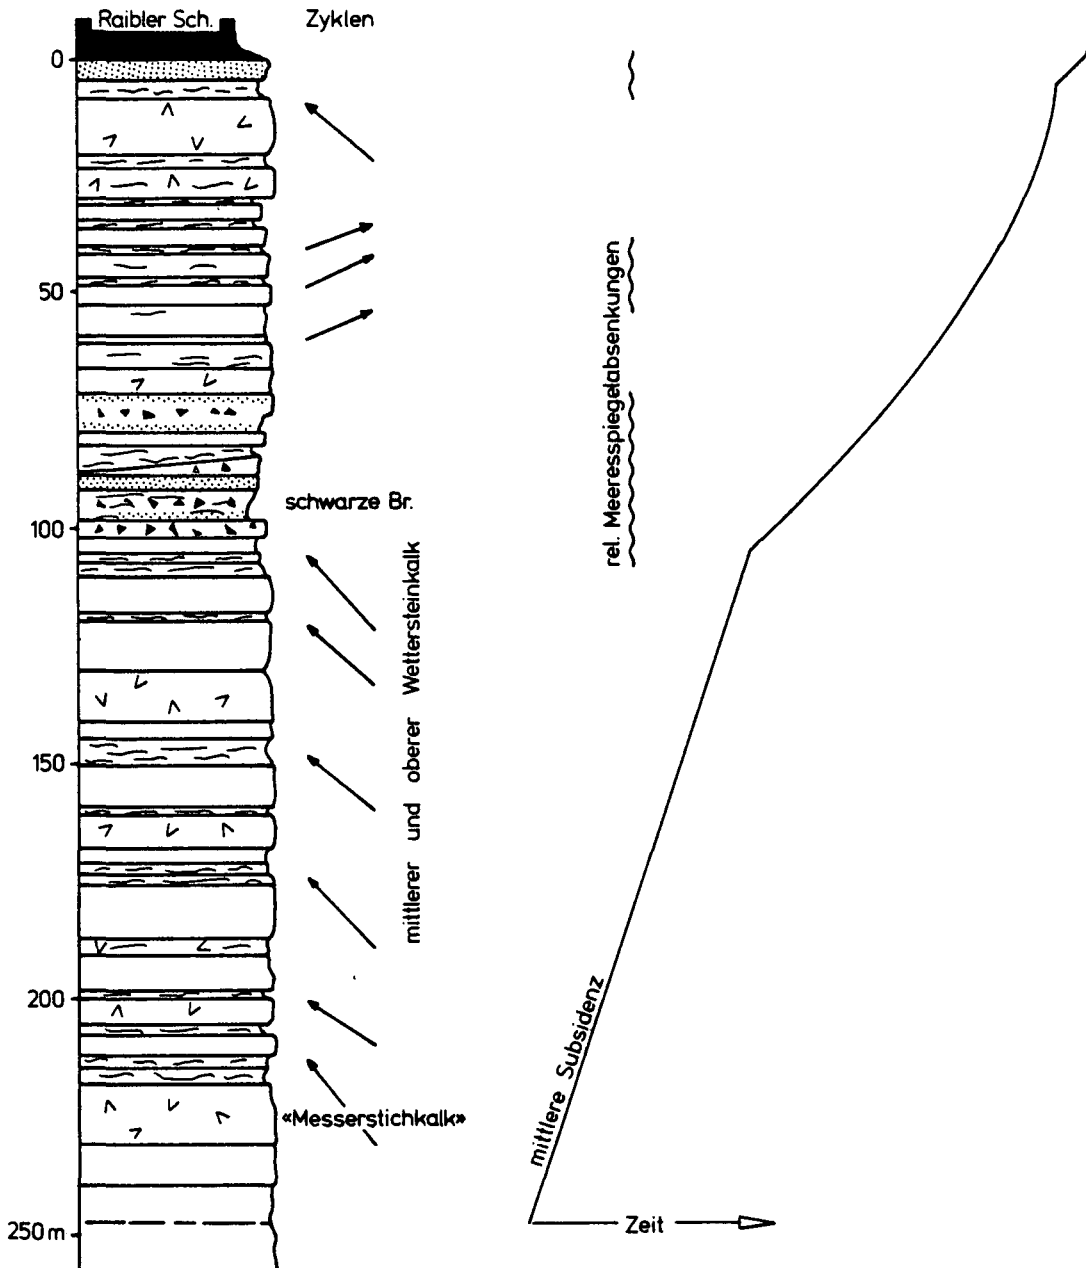 Raibler Sch.
Zyklen
0
50
100
150
200
250 m
schwarze Br.
«Messerstichkalk»
mittlerer und oberer Wettersteinkalk
rel. Meeresspiegelabsenkungen
mittlere Subsidenz
Zeit